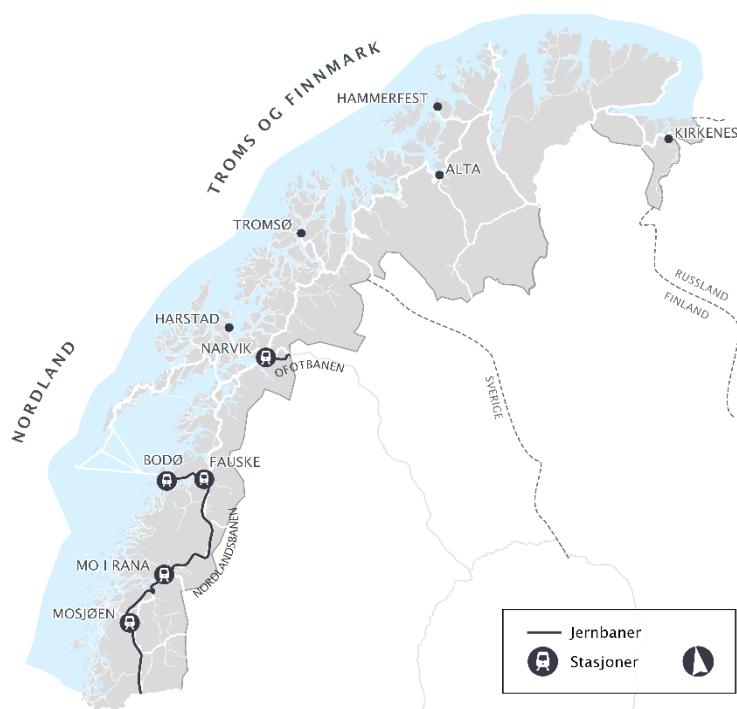 TROMS OG FINNMARK
HAMMERFEST
KIRKENES
ALTA
TROMSØ
RUSSLAND
FINLAND
HARSTAD
NARVIK
OFOTBANEN
SVERIGE
NORDLAND
BODØ
FAUSKE
NORDLANDSBANEN
MO I RANA
MOSJØEN
Jernbaner
Stasjoner